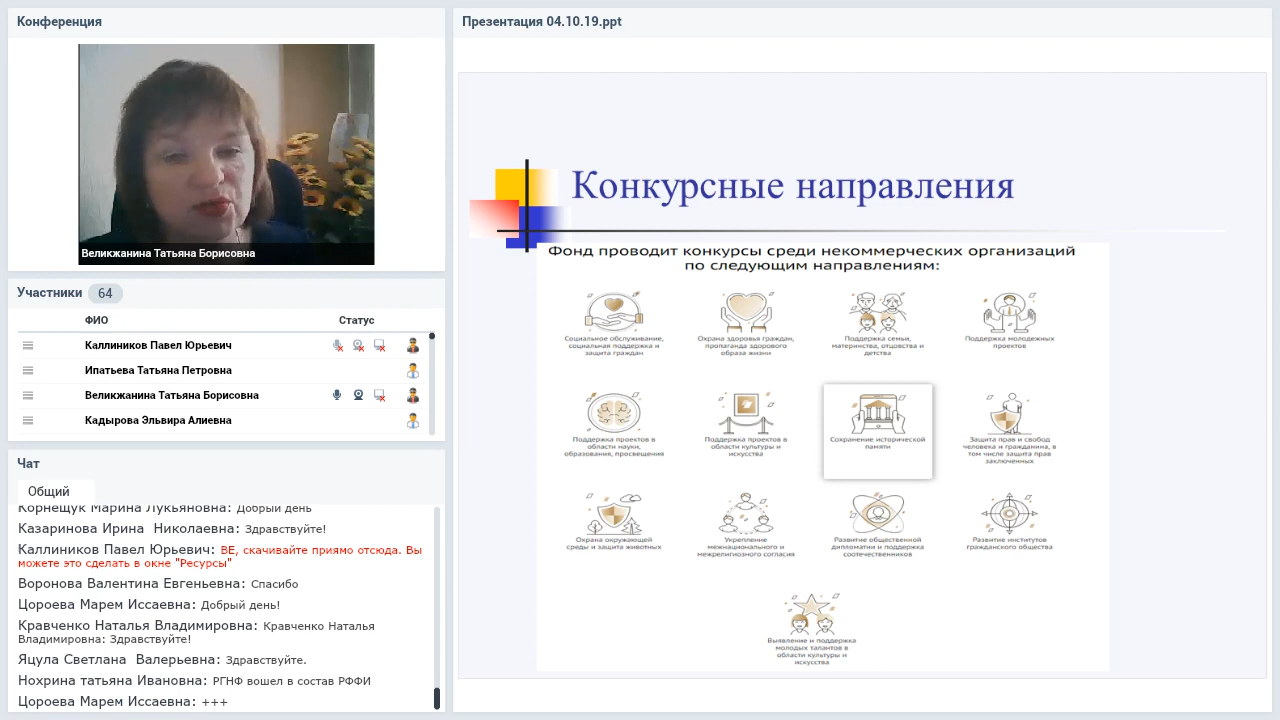 Конференция
Великжанина Татьяна Борисовна
Участники 64
ФИО Статус
Каллиников Павел Юрьевич
Ипатьева Татьяна Петровна
Великжанина Татьяна Борисовна
Кадырова Эльвира Алиевна
Чат
Общий
Марина Лукьяновна: Добрый день
Казаринова Ирина Николаевна: Здравствуйте!
Каллиников Павел Юрьевич: ВЕ, скачивайте приямо отсюда. Вы
можете это сделать в окне "Ресурсы"
Воронова Валентина Евгеньевна: Спасибо
Цороева Марем Иссаевна: Добрый день!
Кравченко Наталья Владимировна: Кравченко Наталья
Владимировна: Здравствуйте!
Яцула Светлана Валерьевна: Здравствуйте.
Нохрина татьяна Ивановна: РГНФ вошел в состав РФФИ
Цороева Марем Иссаевна: +++
Презентация 04.10.19.ppt
Конкурсные направления
Фонд проводит конкурсы среди некоммерческих организаций
по следующим направлениям:
Социальное обслуживание,
социальная поддержка и
защита граждан
Охрана здоровья граждан,
пропаганда здорового
образа жизни
Поддержка семьи,
материнства, отцовства и
детства
Поддержка молодежных
проектов
Поддержка проектов в
области науки,
образования, просвещения
Поддержка проектов в
области культуры и
искусства
Сохранение исторической
памяти
Защита прав и свобод
человека и гражданина, в
том числе защита прав
заключенных
Охрана окружающей
среды и защита животных
Укрепление
межнационального и
межрелигиозного согласия
Развитие общественной
дипломатии и поддержка
соотечественников
Развитие институтов
гражданского общества
Выявление и поддержка
молодых талантов в
области культуры и
искусства